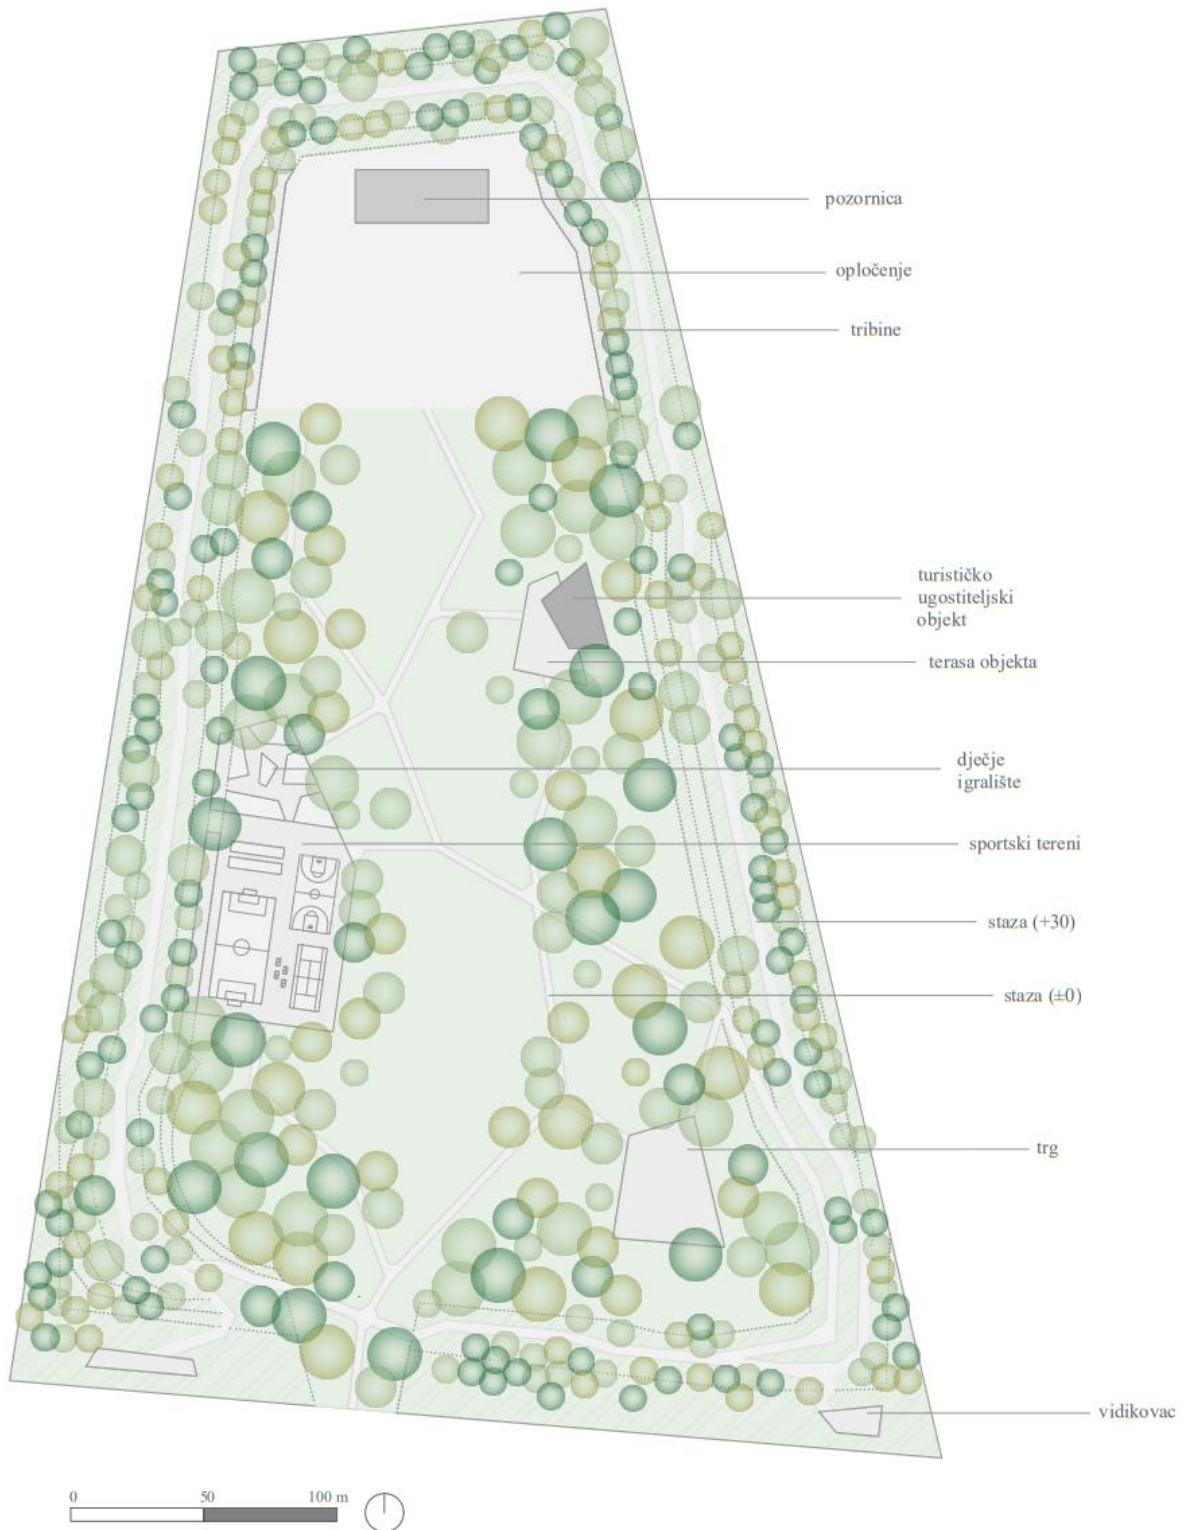 pozornica
opločenje
tribine
turističko
ugostiteljski
objekt
terasa objekta
dječje
igralište
sportski tereni
staza (+30)
staza (±0)
trg
vidikovac
0 50 100 m